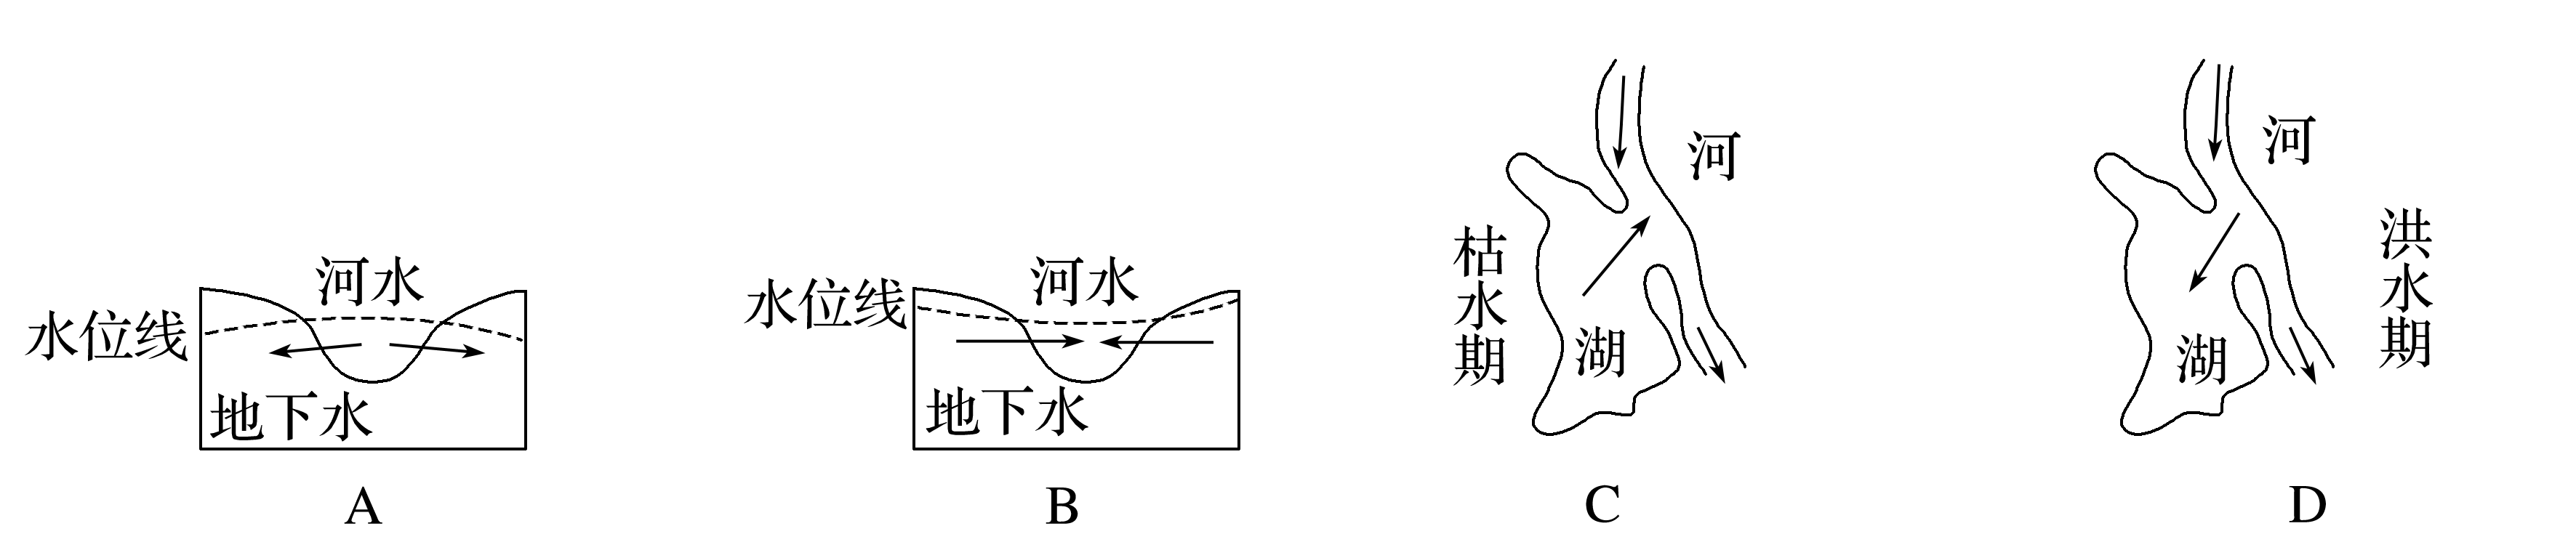 河水
水位线
地下水
A
河水
水位线
地下水
B
河
枯水期
湖
C
河
洪水期
湖
D